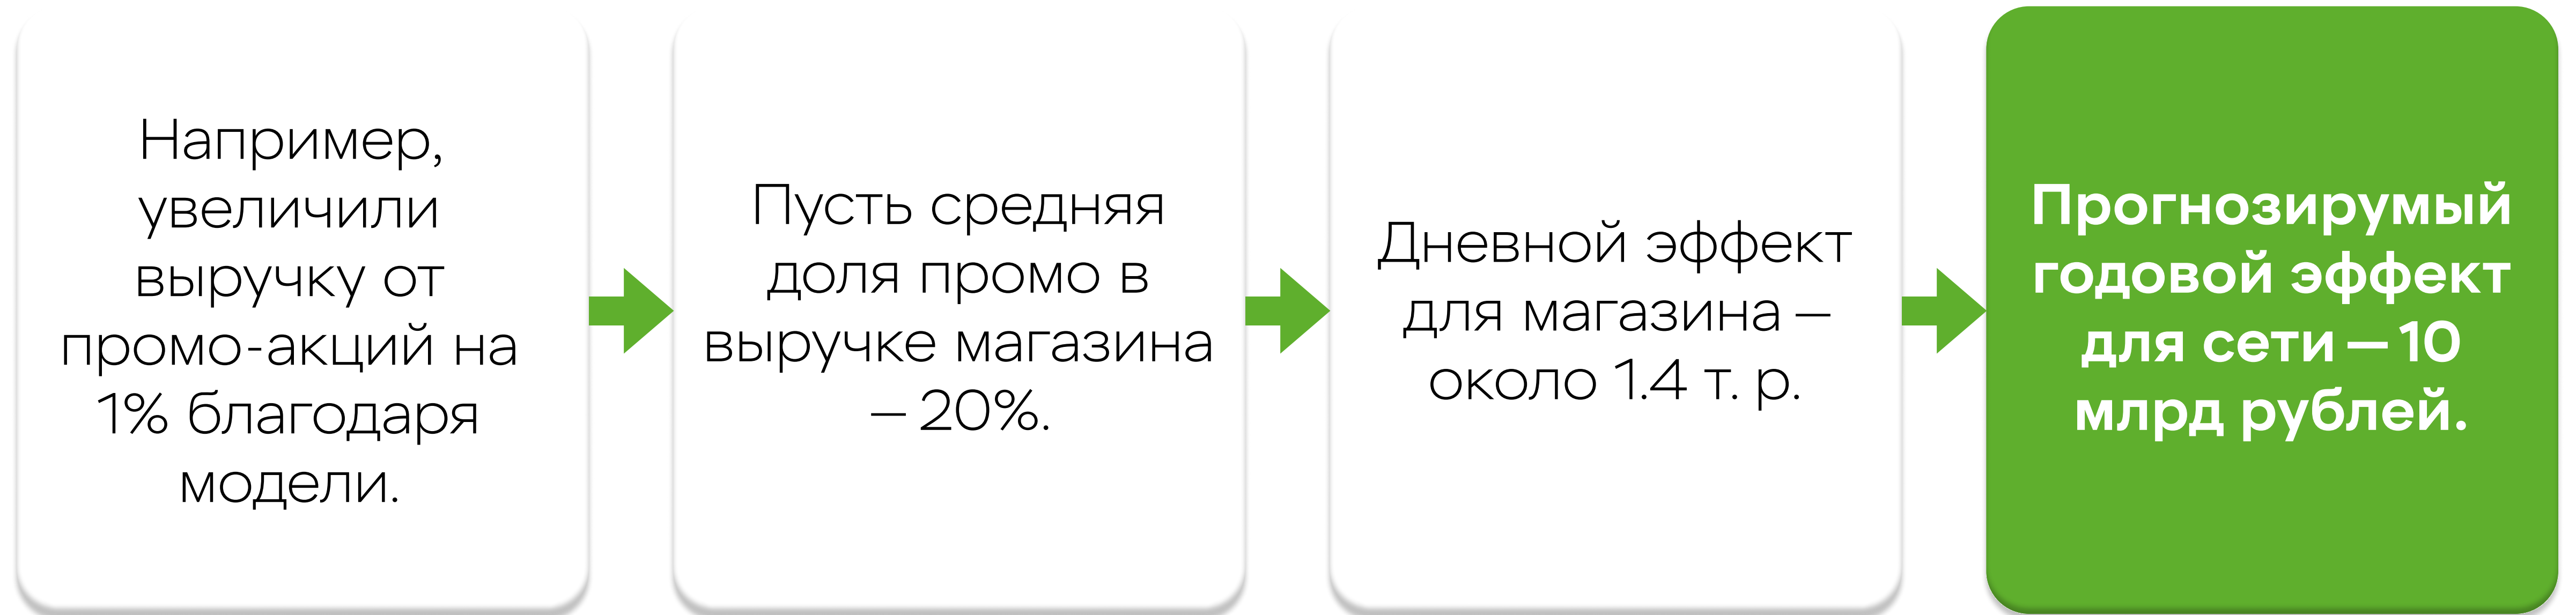 Например,
увеличили
выручку от
промо-акций на
1% благодаря
модели.
Пусть средняя
доля промо в
выручке магазина
– 20%.
Дневной эффект
для магазина –
около 1.4 т. р.
Прогнозирумый
годовой эффект
для сети – 10
млрд рублей.